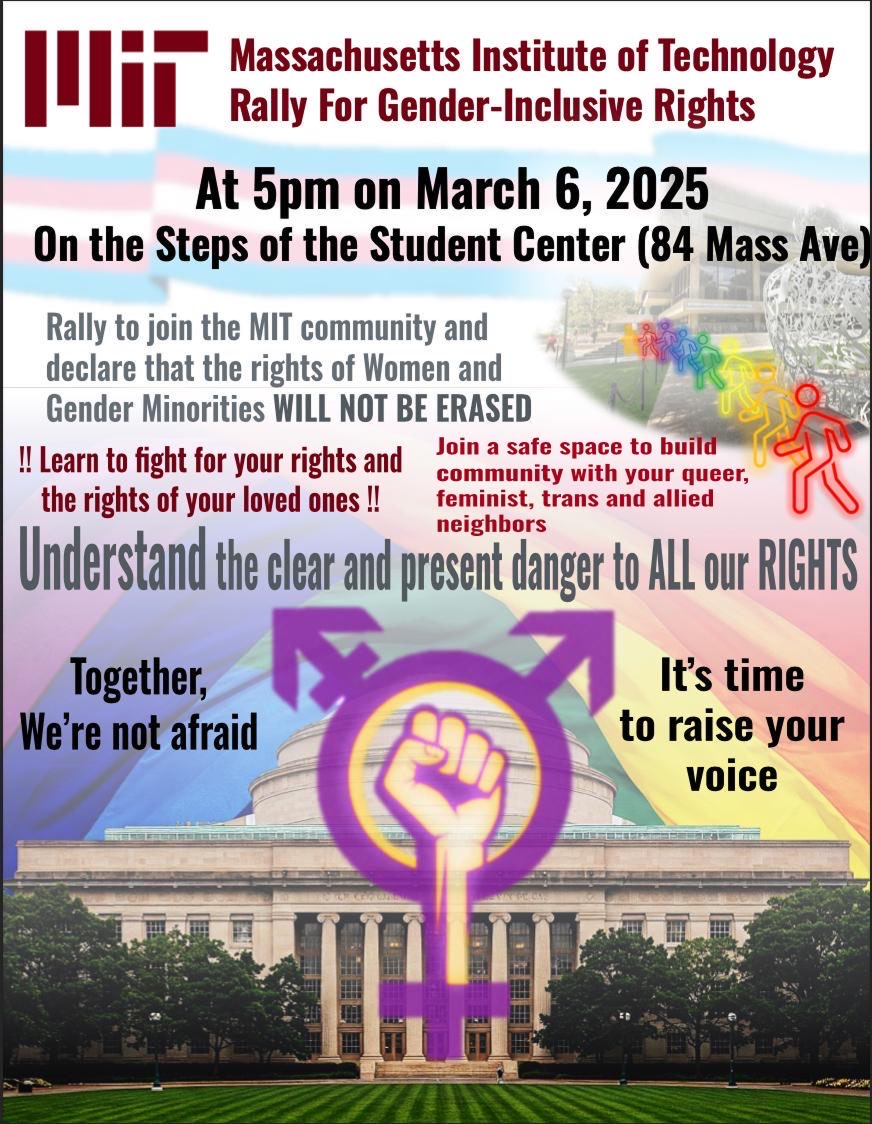 MIT
Massachusetts Institute of Technology
Rally For Gender-Inclusive Rights
At 5pm on March 6, 2025
On the Steps of the Student Center (84 Mass Ave)
Rally to join the MIT community and
declare that the rights of Women and
Gender Minorities WILL NOT BE ERASED
!! Learn to fight for your rights and
the rights of your loved ones !!
Join a safe space to build
community with your queer,
feminist, trans and allied
neighbors
Understand the clear and present danger to ALL our RIGHTS
Together,
We're not afraid
It's time
to raise your
voice